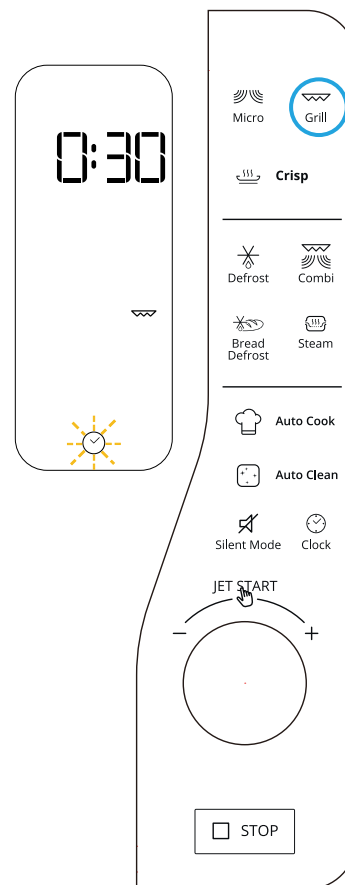 0:30
Micro
Grill
Crisp
Defrost
Combi
Bread
Defrost
Steam
Auto Cook
Auto Clean
Silent Mode
Clock
JET START
−
+
STOP